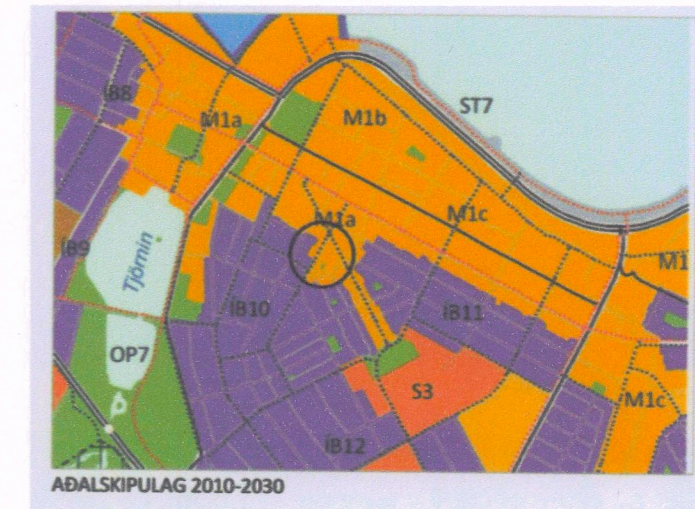 ÍB8
M1a
M1b
ST7
M1a
M1c
M1
ÍB9
Tjörnin
ÍB10
ÍB11
OP7
S3
M1c
ÍB12
AÐALSKIPULAG 2010-2030